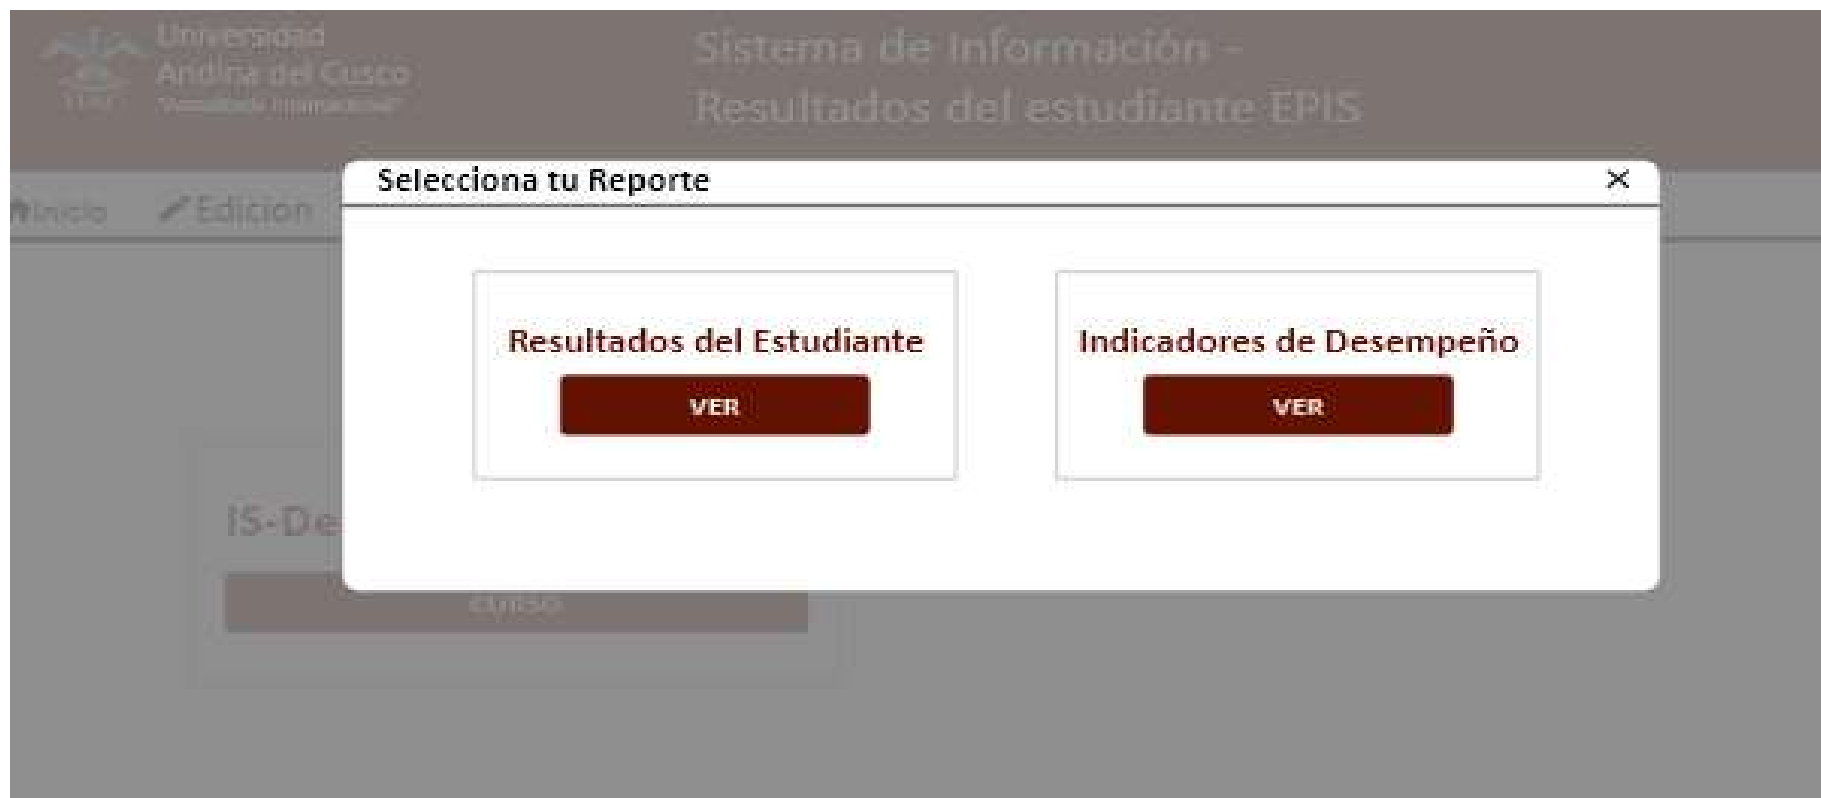 Universidad
Andina del Cusco
Sistema de Información -
Resultados del estudiante EPIS
Selecciona tu Reporte ×
Inicio Edicion
Resultados del Estudiante Indicadores de Desempeño
VER VER
IS-De
CURSO